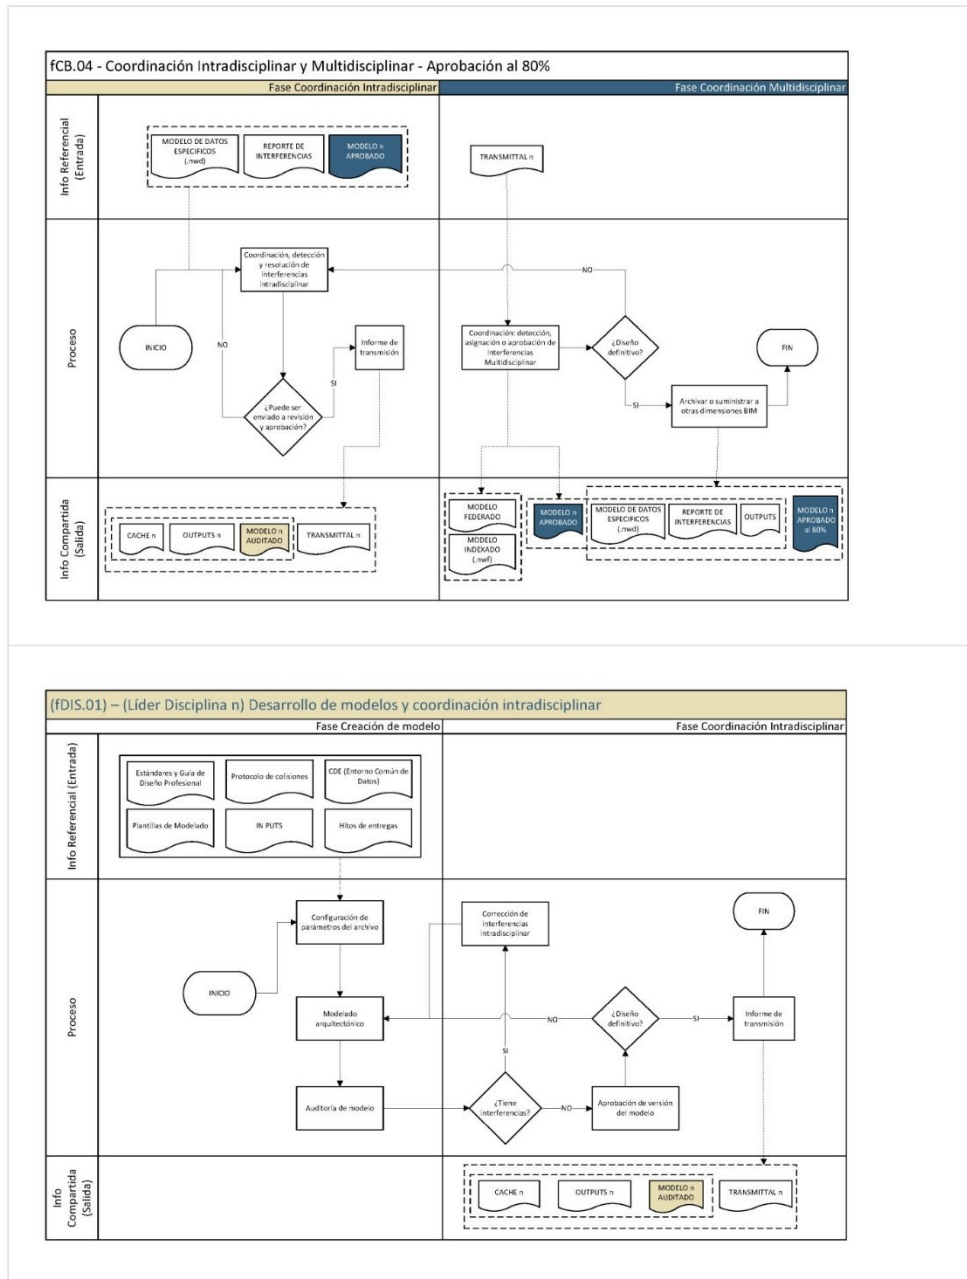 fCB.04 - Coordinación Intradisciplinar y Multidisciplinar - Aprobación al 80%
Fase Coordinación Intradisciplinar
Fase Coordinación Multidisciplinar
Info Referencial
(Entrada)
MODELO DE DATOS
ESPECIFICOS
(.nwd)
REPORTE DE
INTERFERENCIAS
MODELO n
APROBADO
TRANSMITTAL n
Proceso
INICIO
Coordinación, detección
y resolución de
interferencias
intradisciplinar
NO
¿Puede ser
enviado a revisión
y aprobación?
SI
Informe de
transmisión
Coordinación: detección,
asignación o aprobación de
interferencias
Multidisciplinar
NO
¿Diseño
definitivo?
SI
Archivar o suministrar a
otras dimensiones BIM
FIN
Info Compartida
(Salida)
CACHE n
OUTPUTS n
MODELO n
AUDITADO
TRANSMITTAL n
MODELO
FEDERADO
MODELO
INDEXADO
(.nwf)
MODELO n
APROBADO
MODELO DE DATOS
ESPECIFICOS
(.nwd)
REPORTE DE
INTERFERENCIAS
OUTPUTS
MODELO n
APROBADO
al 80%
(fDIS.01) – (Líder Disciplina n) Desarrollo de modelos y coordinación intradisciplinar
Fase Creación de modelo
Fase Coordinación Intradisciplinar
Info Referencial (Entrada)
Estándares y Guía de
Diseño Profesional
Protocolo de colisiones
CDE (Entorno Común de
Datos)
Plantillas de Modelado
IN PUTS
Hitos de entregas
Proceso
INICIO
Configuración de
parámetros del archivo
Modelado
arquitectónico
Auditoría de modelo
Corrección de
interferencias
intradisciplinar
SI
¿Tiene
interferencias?
NO
Aprobación de versión
del modelo
NO
¿Diseño
definitivo?
SI
Informe de
transmisión
FIN
Info
Compartida
(Salida)
CACHE n
OUTPUTS n
MODELO n
AUDITADO
TRANSMITTAL n